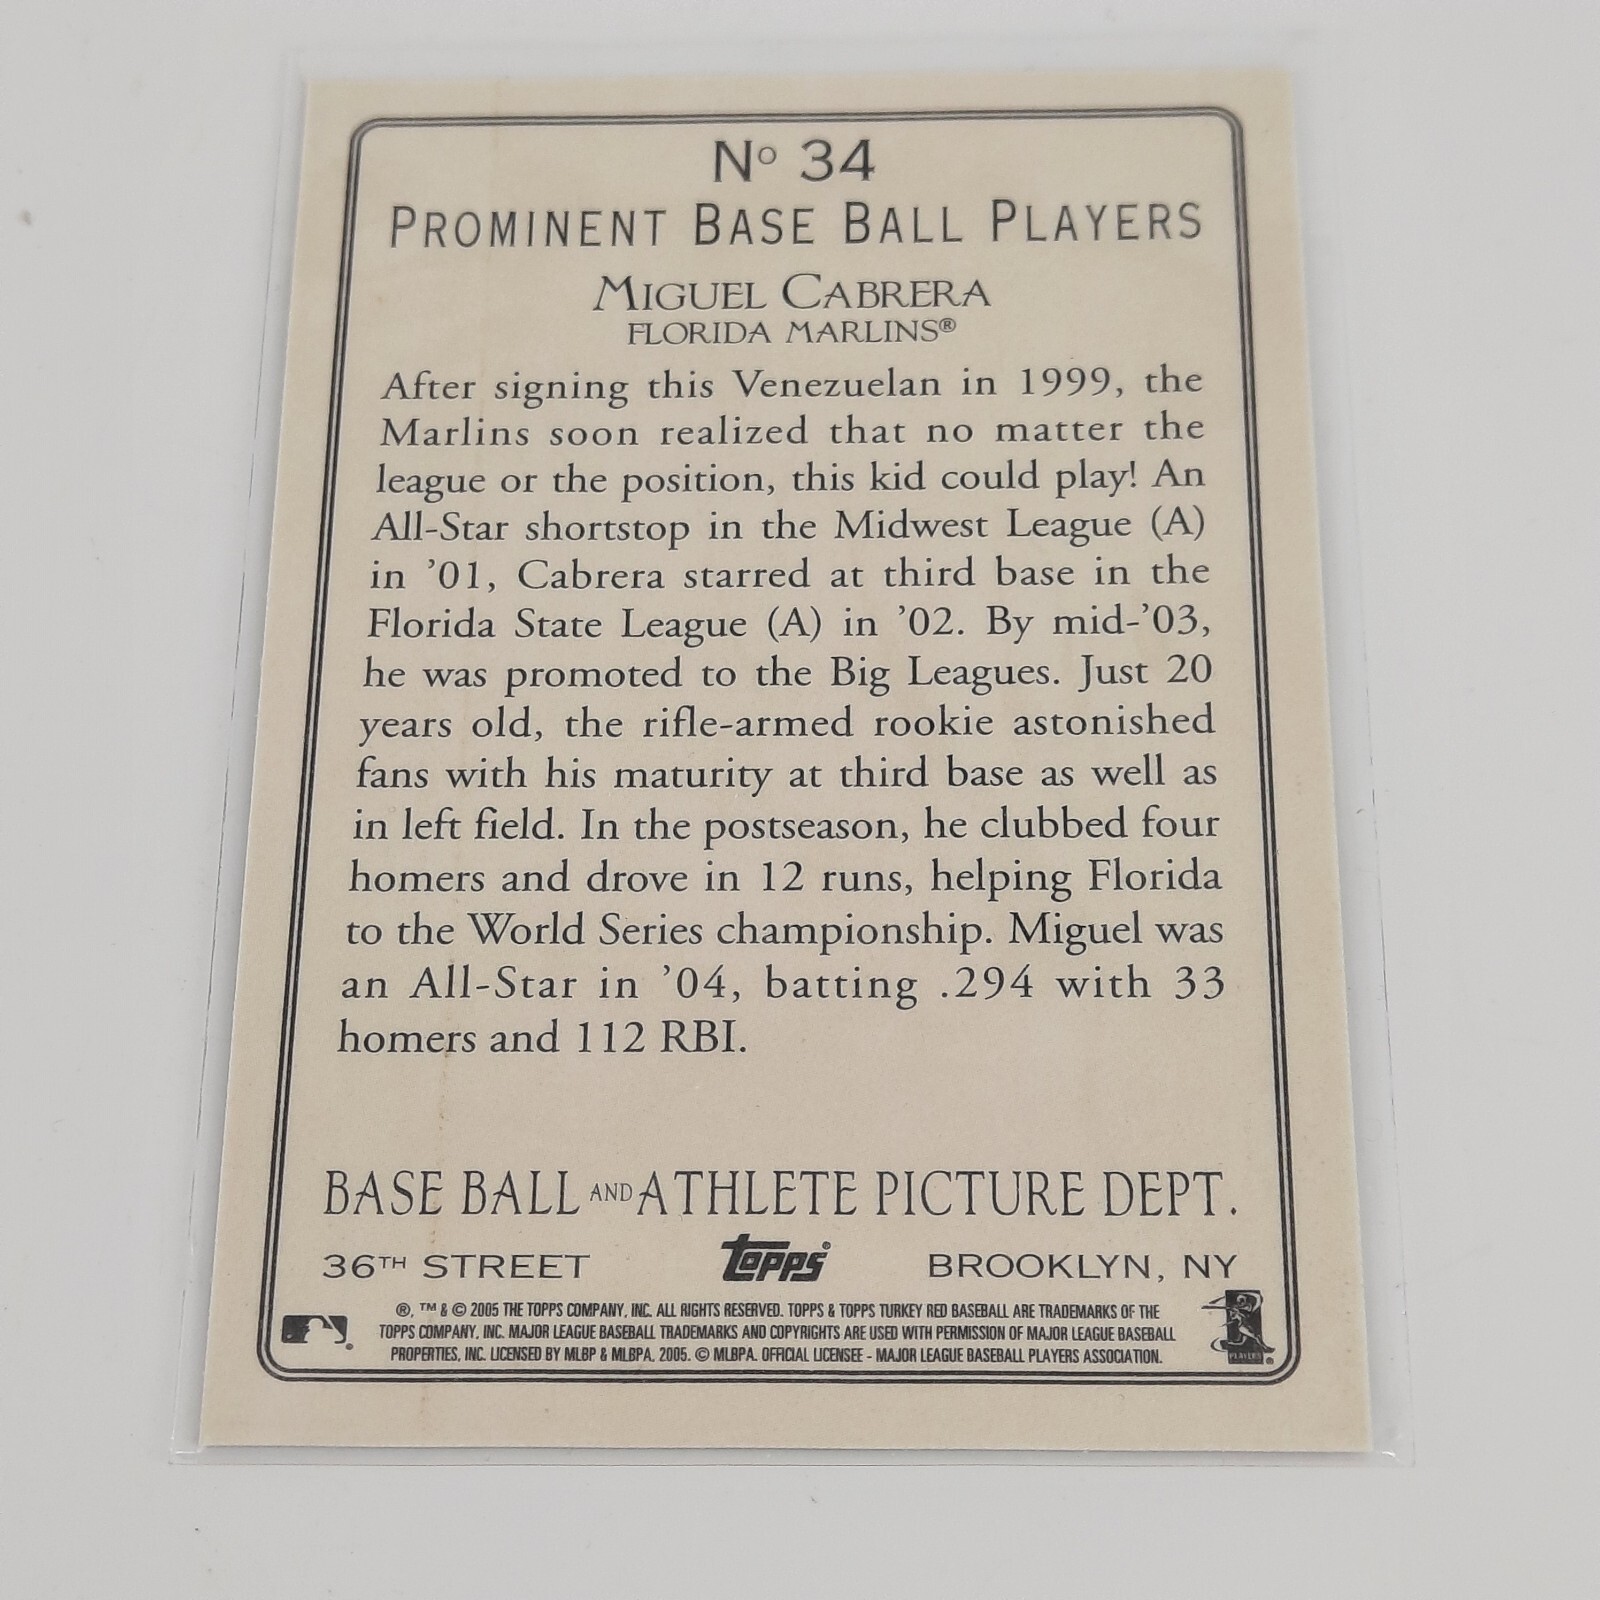 Nº 34
PROMINENT BASE BALL PLAYERS
MIGUEL CABRERA
FLORIDA MARLINS®
After signing this Venezuelan in 1999, the
Marlins soon realized that no matter the
league or the position, this kid could play! An
All-Star shortstop in the Midwest League (A)
in ’01, Cabrera starred at third base in the
Florida State League (A) in ’02. By mid-’03,
he was promoted to the Big Leagues. Just 20
years old, the rifle-armed rookie astonished
fans with his maturity at third base as well as
in left field. In the postseason, he clubbed four
homers and drove in 12 runs, helping Florida
to the World Series championship. Miguel was
an All-Star in ’04, batting .294 with 33
homers and 112 RBI.
BASE BALL AND ATHLETE PICTURE DEPT.
36TH STREET Topps® BROOKLYN, NY
®, ™ & © 2005 THE TOPPS COMPANY, INC. ALL RIGHTS RESERVED. TOPPS & TOPPS TURKEY RED BASEBALL ARE TRADEMARKS OF THE
TOPPS COMPANY, INC. MAJOR LEAGUE BASEBALL TRADEMARKS AND COPYRIGHTS ARE USED WITH PERMISSION OF MAJOR LEAGUE BASEBALL
PROPERTIES, INC. LICENSED BY MLBP & MLBPA, 2005. © MLBPA. OFFICIAL LICENSEE - MAJOR LEAGUE BASEBALL PLAYERS ASSOCIATION.
PLAYERS